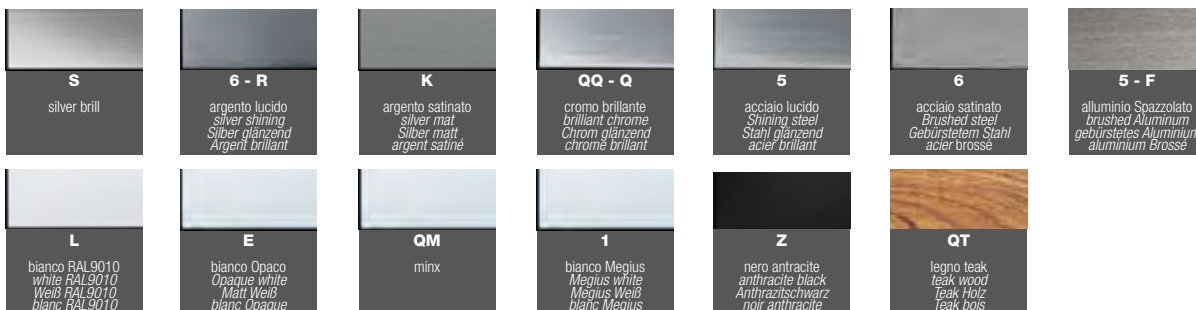 S
silver brill
6 - R
argento lucido
silver shining
Silber glänzend
Argent brillant
K
argento satinato
silver mat
Silber matt
argent satiné
QQ - Q
cromo brillante
brilliant chrome
Chrom glänzend
chromé brillant
5
acciaio lucido
Shining steel
Stahl glänzend
acier brillant
6
acciaio satinato
Brushed steel
Gebürstetem Stahl
acier brossé
5 - F
alluminio Spazzolato
brushed Aluminum
gebürstetes Aluminium
aluminium Brossé
L
bianco RAL9010
white RAL9010
Weiß RAL9010
blanc RAL9010
E
bianco Opaco
Opaque white
Matt Weiß
blanc Opaque
QM
minx
1
bianco Megius
Megius white
Megius Weiß
blanc Megius
Z
nero antracite
anthracite black
Anthrazitschwarz
noir anthracite
QT
legno teak
teak wood
Teak Holz
Teak bois